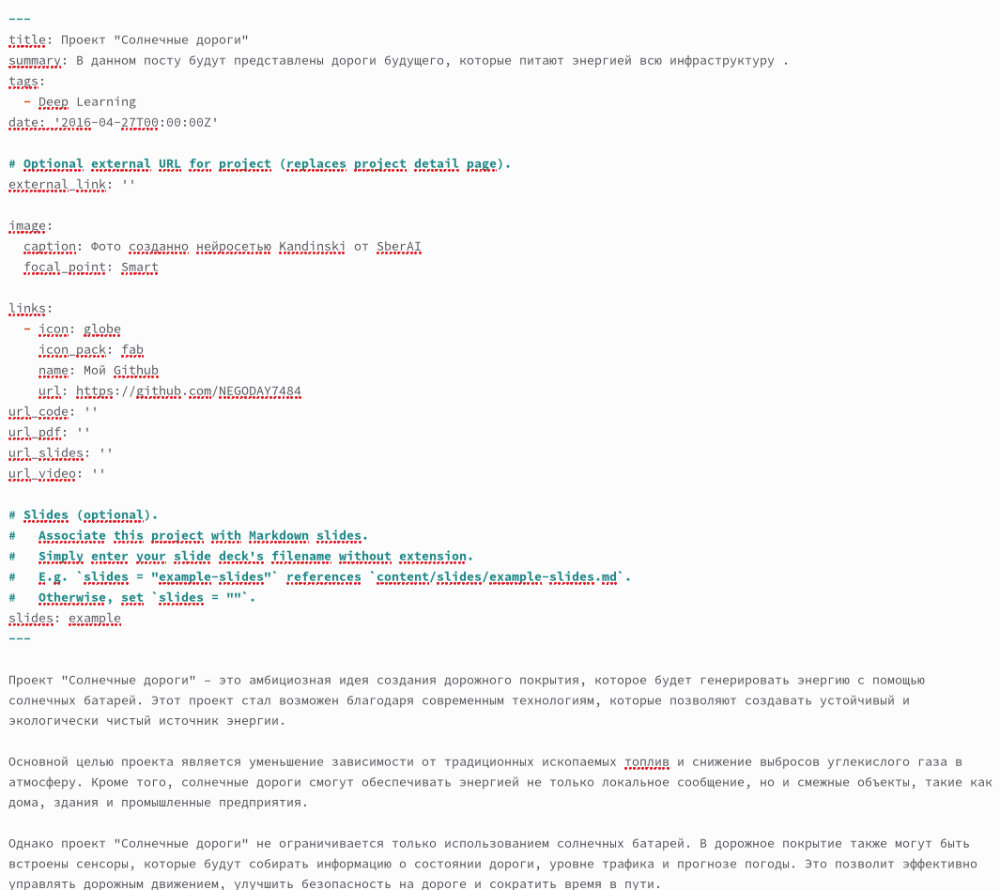 ---
title: Проект "Солнечные дороги"
summary: В данном посту будут представлены дороги будущего, которые питают энергией всю инфраструктуру .
tags:
  - Deep Learning
date: '2016-04-27T00:00:00Z'

# Optional external URL for project (replaces project detail page).
external_link: ''

image:
  caption: Фото созданно нейросетью Kandinski от SberAI
  focal_point: Smart

links:
  - icon: globe
    icon_pack: fab
    name: Мой Github
    url: https://github.com/NEGODAY7484
url_code: ''
url_pdf: ''
url_slides: ''
url_video: ''

# Slides (optional).
#   Associate this project with Markdown slides.
#   Simply enter your slide deck's filename without extension.
#   E.g. `slides = "example-slides"` references `content/slides/example-slides.md`.
#   Otherwise, set `slides = ""`.
slides: example
---

Проект "Солнечные дороги" – это амбициозная идея создания дорожного покрытия, которое будет генерировать энергию с помощью
солнечных батарей. Этот проект стал возможен благодаря современным технологиям, которые позволяют создавать устойчивый и
экологически чистый источник энергии.

Основной целью проекта является уменьшение зависимости от традиционных ископаемых топлив и снижение выбросов углекислого газа в
атмосферу. Кроме того, солнечные дороги смогут обеспечивать энергией не только локальное сообщение, но и смежные объекты, такие как
дома, здания и промышленные предприятия.

Однако проект "Солнечные дороги" не ограничивается только использованием солнечных батарей. В дорожное покрытие также могут быть
встроены сенсоры, которые будут собирать информацию о состоянии дороги, уровне трафика и прогнозе погоды. Это позволит эффективно
управлять дорожным движением, улучшить безопасность на дороге и сократить время в пути.